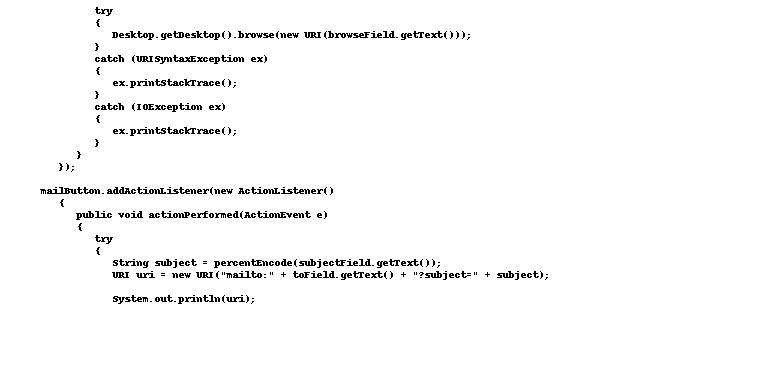 try
{
Desktop.getDesktop().browse(new URI(browseField.getText()));
}
catch (URISyntaxException ex)
{
ex.printStackTrace();
}
catch (IOException ex)
{
ex.printStackTrace();
}
}
});
mailButton.addActionListener(new ActionListener()
{
public void actionPerformed(ActionEvent e)
{
try
{
String subject = percentEncode(subjectField.getText());
URI uri = new URI("mailto:" + toField.getText() + "?subject=" + subject);
System.out.println(uri);